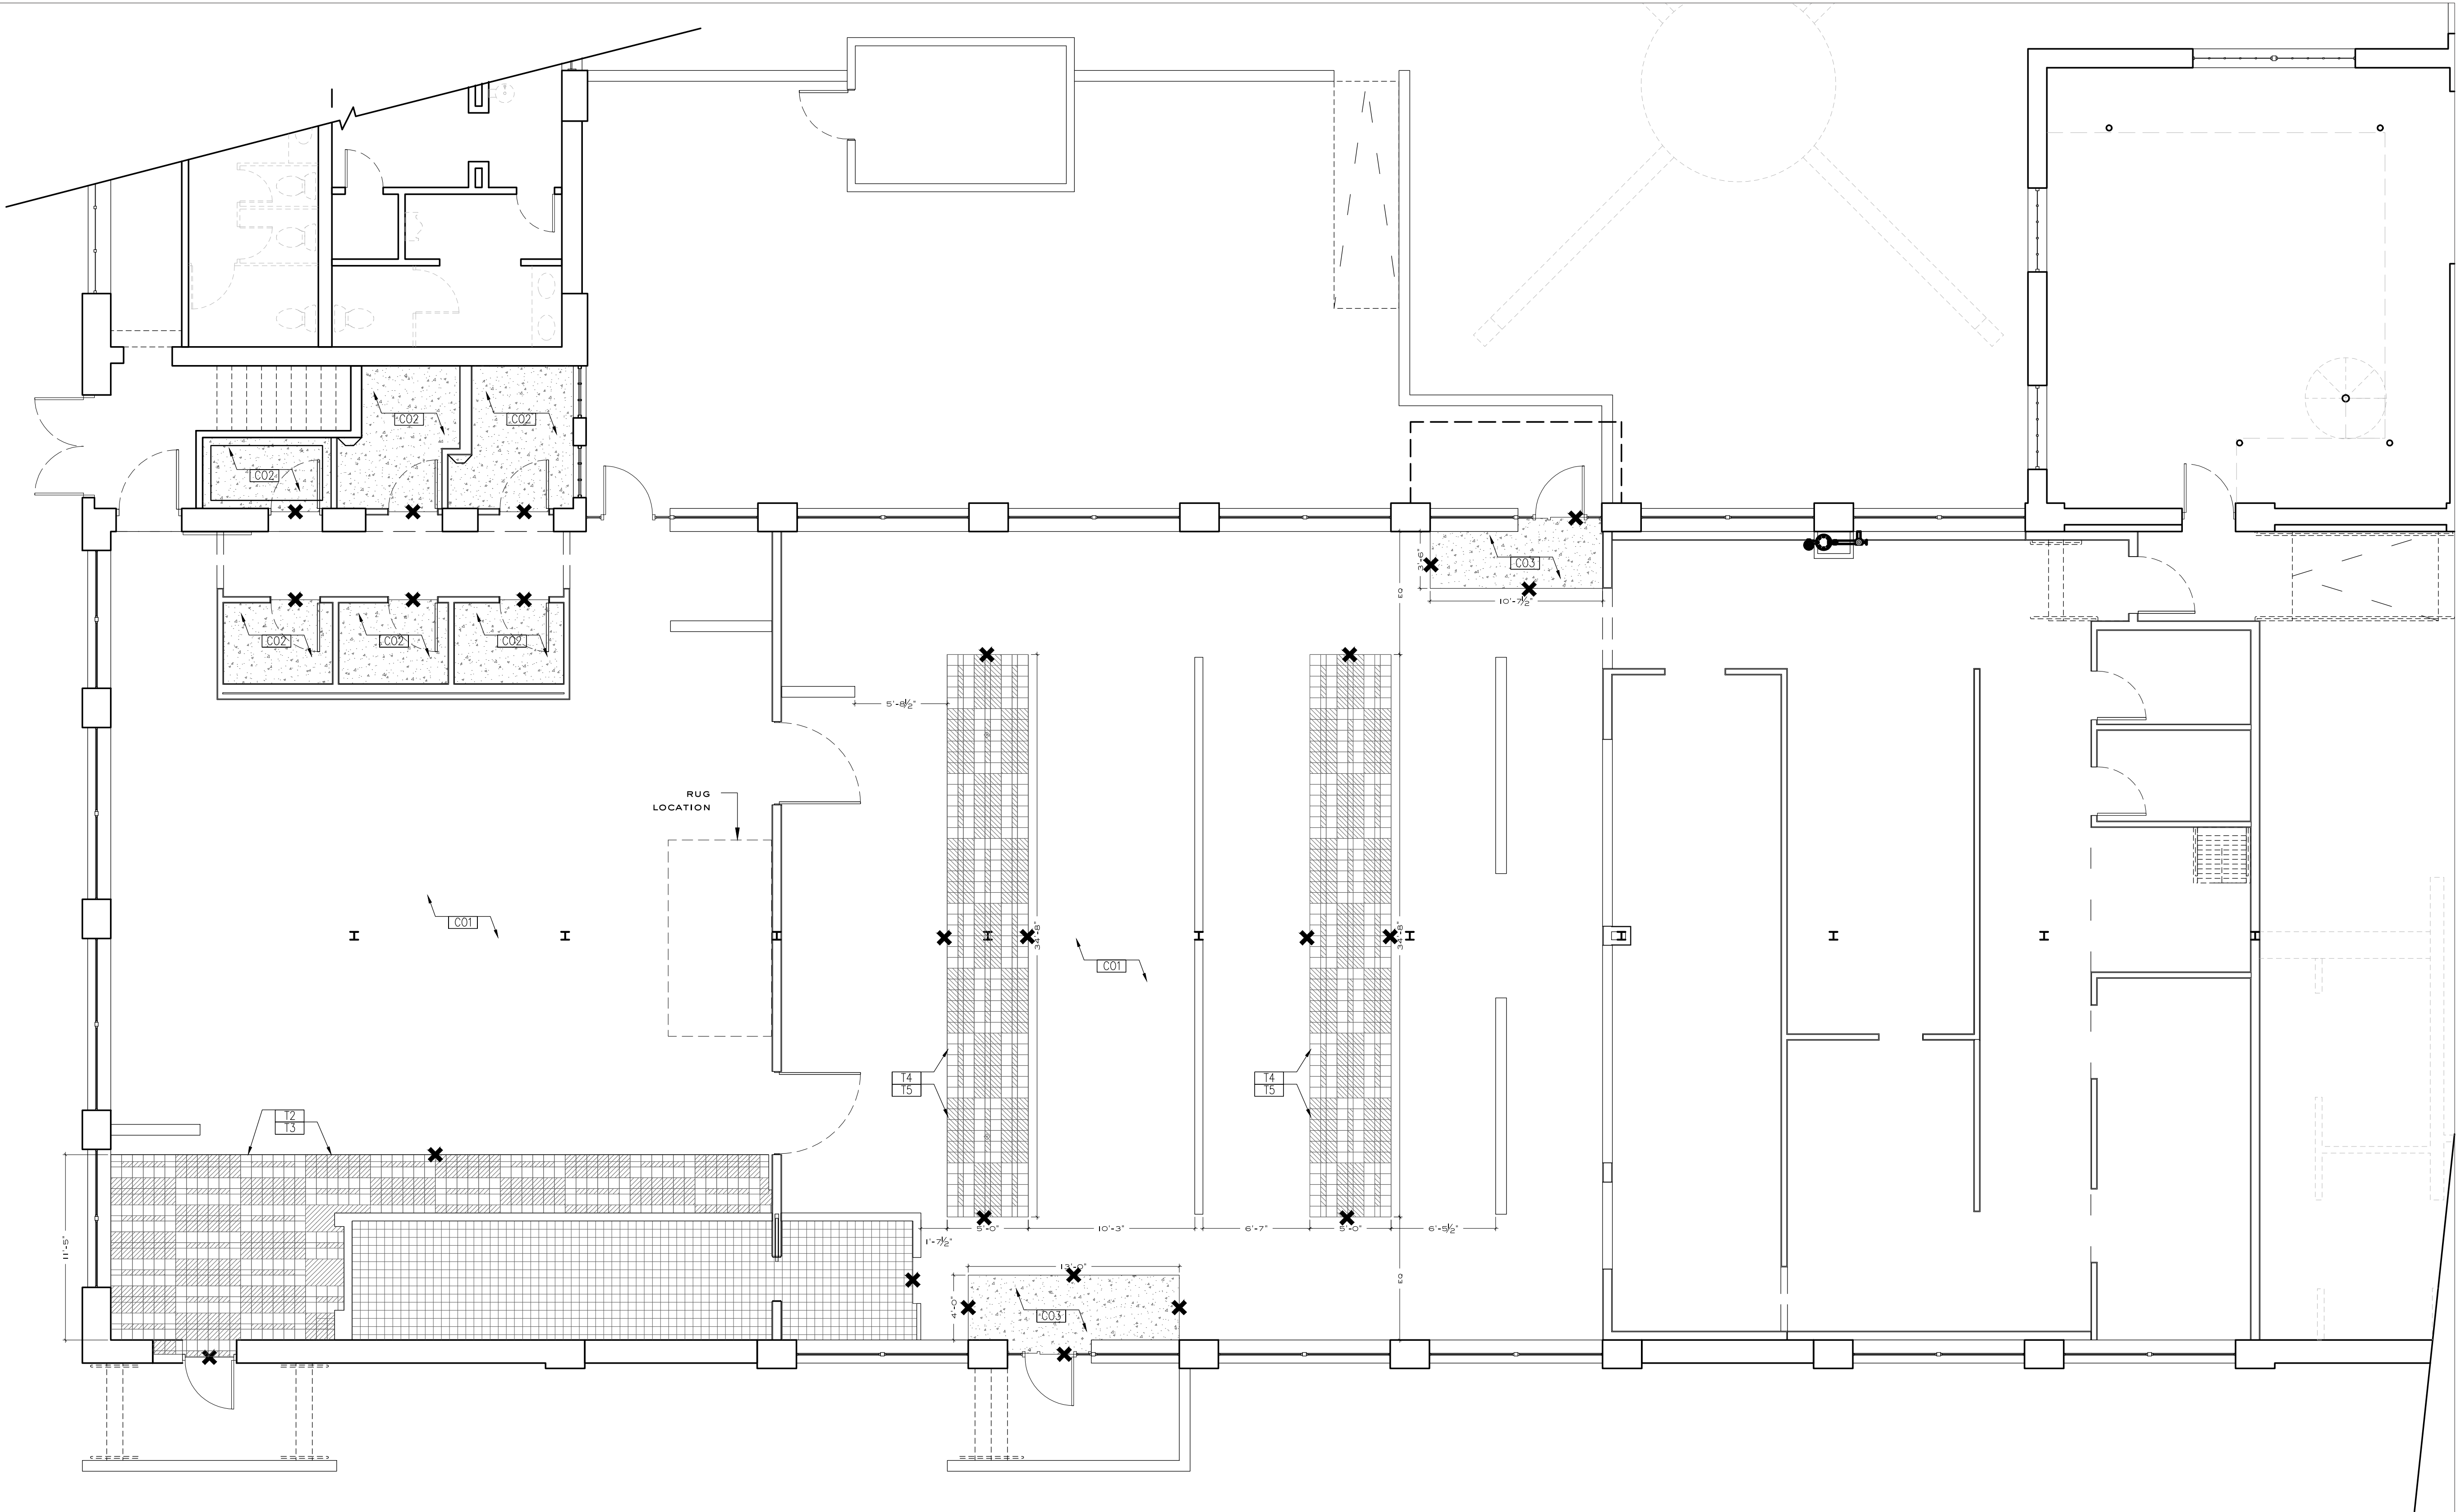 C02
C02
C02
C03
3'-6"
10'-7½"
EQ
C02
C02
C02
5'-8½"
RUG
LOCATION
C01
34'-8"
34'-8"
C01
T4
T5
T4
T5
T2
T3
11'-5"
1'-7½"
5'-0"
10'-3"
6'-7"
5'-0"
6'-5½"
13'-0"
4'-0"
C03
EQ